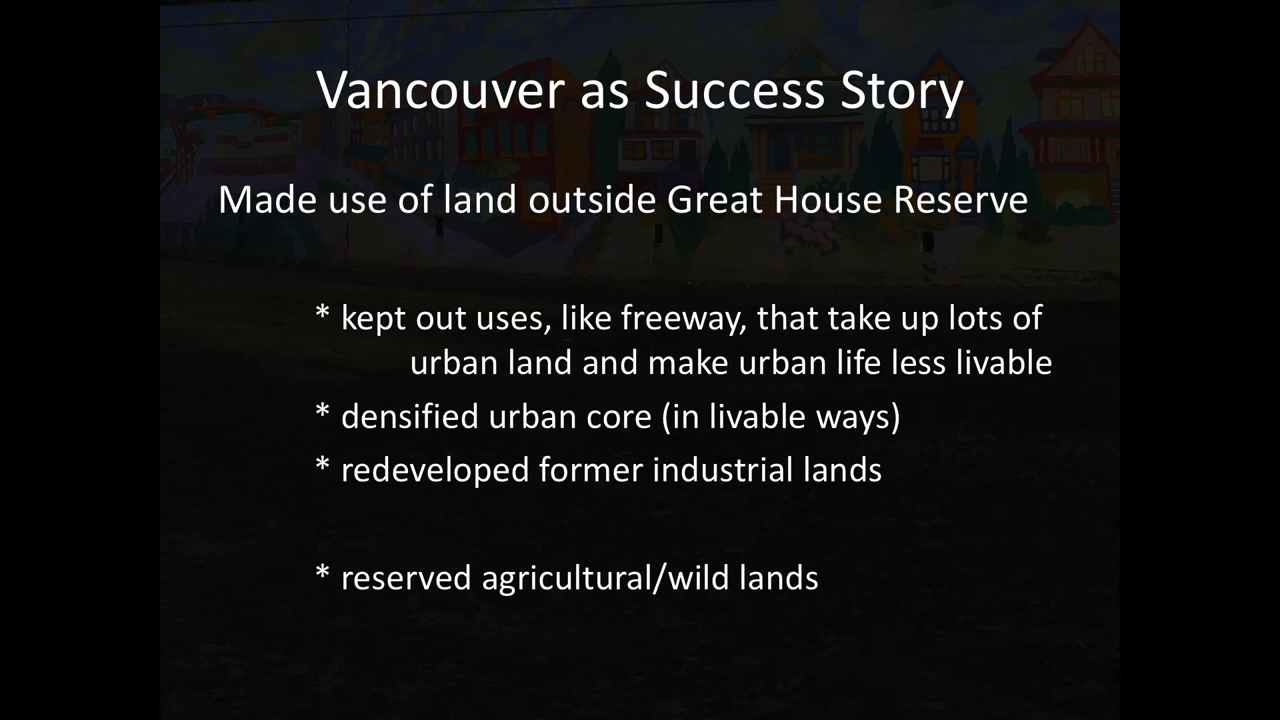 Vancouver as Success Story
Made use of land outside Great House Reserve
* kept out uses, like freeway, that take up lots of
urban land and make urban life less livable
* densified urban core (in livable ways)
* redeveloped former industrial lands
* reserved agricultural/wild lands